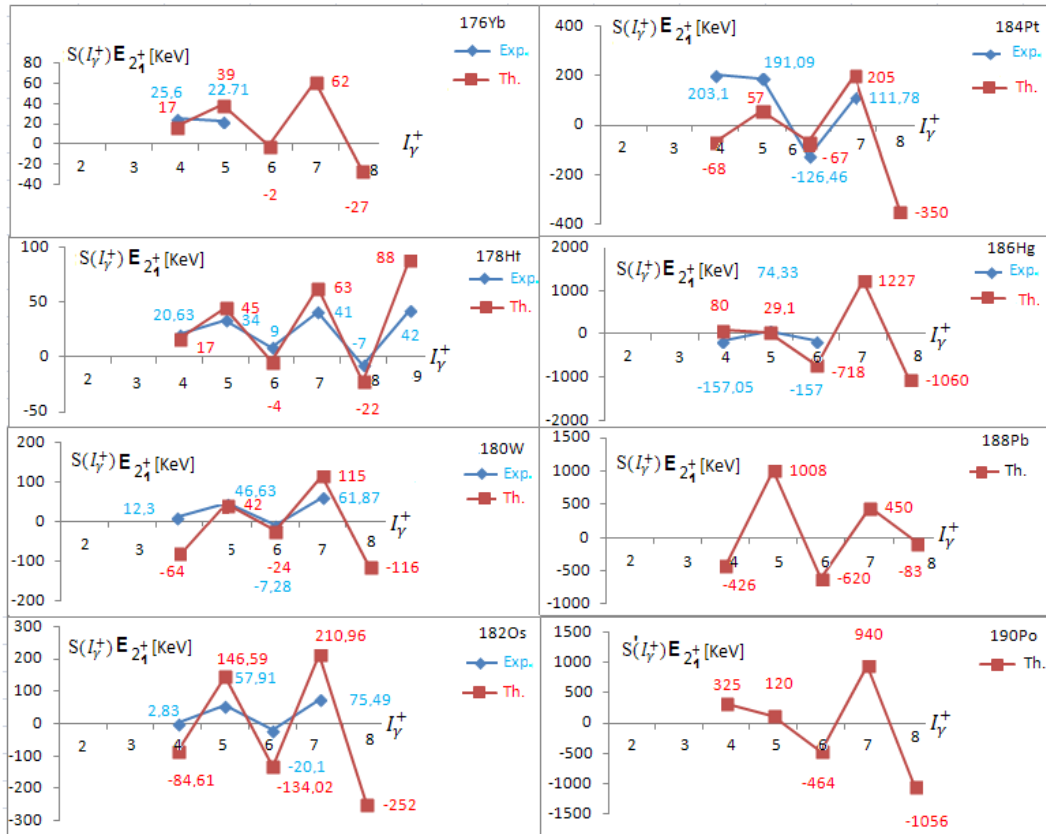 176Yb
S(I_γ^+) E_{2_1^+} [KeV]
Exp.
Th.
80
60
40
20
0
-20
-40
2 3 4 5 6 7 8
I_γ^+
25,6
17
39
22.71
-2
62
-27
184Pt
S(I_γ^+) E_{2_1^+} [KeV]
Exp.
Th.
400
200
0
-200
-400
2 3 4 5 6 7 8
I_γ^+
203,1
191,09
57
-68
-67
-126,46
205
111,78
-350
178Hf
S(I_γ^+) E_{2_1^+} [KeV]
Exp.
Th.
100
50
0
-50
2 3 4 5 6 7 8 9
I_γ^+
20,63
17
45
34
9
-4
63
41
-7
-22
88
42
186Hg
S(I_γ^+) E_{2_1^+} [KeV]
Exp.
Th.
2000
1000
0
-1000
-2000
2 3 4 5 6 7 8
I_γ^+
74,33
80
29,1
-157,05
-157
-718
1227
-1060
180W
S(I_γ^+) E_{2_1^+} [KeV]
Exp.
Th.
200
100
0
-100
-200
2 3 5 6 7 8
I_γ^+
12,3
-64
46,63
42
-24
-7,28
115
61,87
-116
188Pb
S(I_γ^+) E_{2_1^+} [KeV]
Th.
1500
1000
500
0
-500
-1000
2 3 4 5 6 7 8
I_γ^+
-426
1008
-620
450
-83
182Os
S(I_γ^+) E_{2_1^+} [KeV]
Exp.
Th.
300
200
100
0
-100
-200
-300
2 3 4 5 6 7 8
I_γ^+
2,83
-84,61
146,59
57,91
-20,1
-134,02
210,96
75,49
-252
190Po
S'(I_γ^+) E_{2_1^+} [KeV]
Th.
1500
1000
500
0
-500
-1000
-1500
2 3 4 5 6 7 8
I_γ^+
325
120
-464
940
-1056